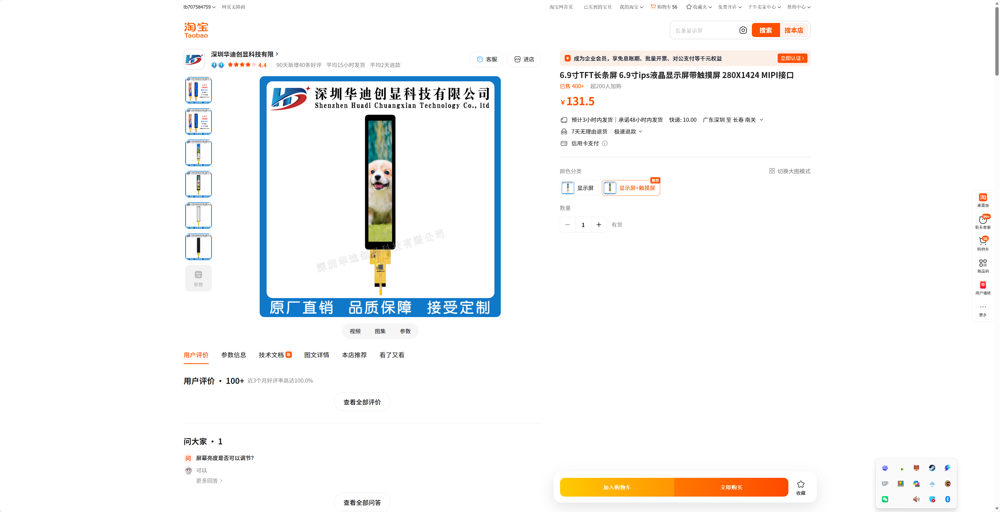 tb707584759 网页无障碍
淘宝网首页 已买到的宝贝 我的淘宝 购物车 56 收藏夹 免费开店 千牛卖家中心 帮助中心
淘宝
Taobao
长条显示屏 搜索 搜本店
深圳华迪创显科技有限
4.4 90天新增40条好评 平均15小时发货 平均2天退款
客服 进店
HD 深圳华迪创显科技有限公司
Shenzhen Huadi Chuangxian Technology Co., ltd
深圳华迪创显科技有限公司
原厂直销 品质保障 接受定制
参数
视频 图集 参数
成为企业会员，享免息账期、批量开票、对公支付等千元权益 立即认证
6.9寸TFT长条屏 6.9寸ips液晶显示屏带触摸屏 280X1424 MIPI接口
已售 400+ 超200人加购
¥131.5
预计3小时内发货 | 承诺48小时内发货 快递: 10.00 广东深圳 至 长春 南关
7天无理由退货 极速退款
信用卡支付
颜色分类 切换大图模式
显示屏 显示屏+触摸屏 推荐
数量
1 有货
用户评价 参数信息 技术文档 新 图文详情 本店推荐 看了又看
用户评价 · 100+ 近3个月好评率高达100.0%
查看全部评价
问大家 · 1
问 屏幕亮度是否可以调节？
可以
更多回答
查看全部问答
加入购物车 立即购买 收藏
淘
桌面版
99+
联系客服
56
购物车
商品码
用户调研
更多